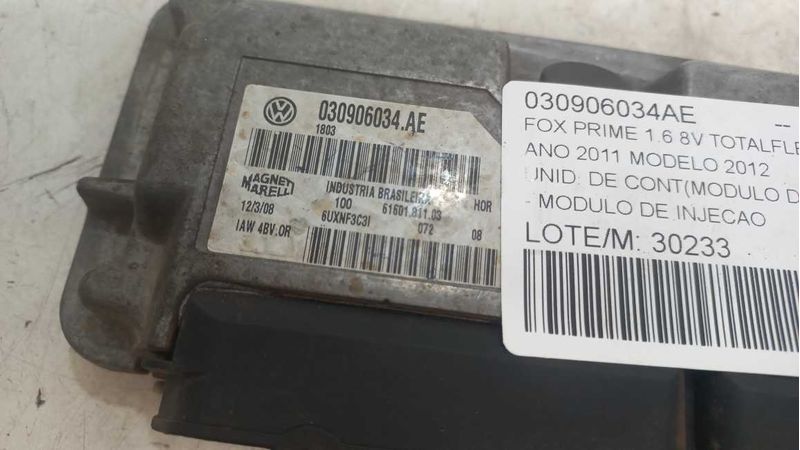 VW 030906034.AE
1803
MAGNETI MARELLI
INDUSTRIA BRASILEIRA HOR
12/3/08 100 61601.811.03
6UXNF3C3I 072 08
IAW 4BV.OR
030906034AE --
FOX PRIME 1.6 8V TOTALFLE
ANO 2011 MODELO 2012
UNID. DE CONT(MODULO D
- MODULO DE INJECAO
LOTE/M: 30233